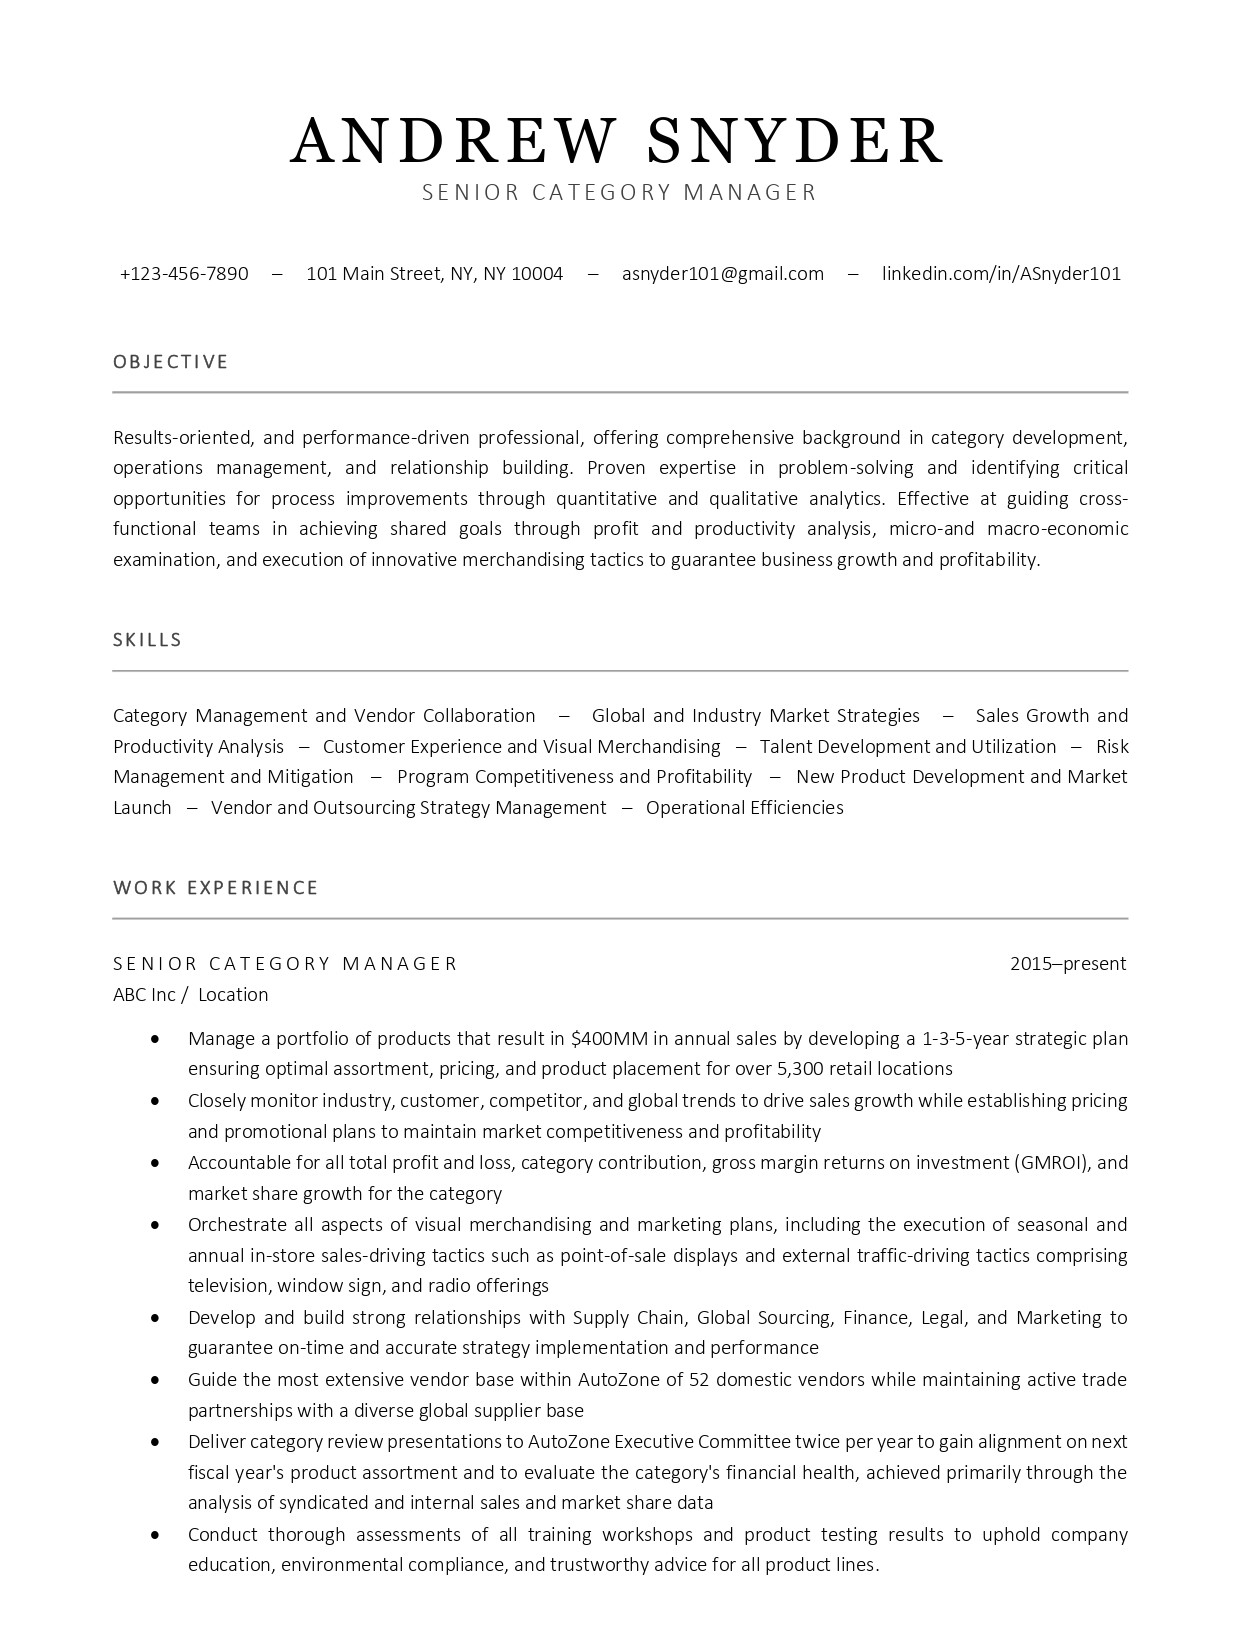 ANDREW SNYDER
SENIOR CATEGORY MANAGER
+123-456-7890 – 101 Main Street, NY, NY 10004 – asnyder101@gmail.com – linkedin.com/in/ASnyder101
OBJECTIVE
Results-oriented, and performance-driven professional, offering comprehensive background in category development,
operations management, and relationship building. Proven expertise in problem-solving and identifying critical
opportunities for process improvements through quantitative and qualitative analytics. Effective at guiding cross-
functional teams in achieving shared goals through profit and productivity analysis, micro-and macro-economic
examination, and execution of innovative merchandising tactics to guarantee business growth and profitability.
SKILLS
Category Management and Vendor Collaboration – Global and Industry Market Strategies – Sales Growth and
Productivity Analysis – Customer Experience and Visual Merchandising – Talent Development and Utilization – Risk
Management and Mitigation – Program Competitiveness and Profitability – New Product Development and Market
Launch – Vendor and Outsourcing Strategy Management – Operational Efficiencies
WORK EXPERIENCE
SENIOR CATEGORY MANAGER 2015–present
ABC Inc / Location
• Manage a portfolio of products that result in $400MM in annual sales by developing a 1-3-5-year strategic plan
ensuring optimal assortment, pricing, and product placement for over 5,300 retail locations
• Closely monitor industry, customer, competitor, and global trends to drive sales growth while establishing pricing
and promotional plans to maintain market competitiveness and profitability
• Accountable for all total profit and loss, category contribution, gross margin returns on investment (GMROI), and
market share growth for the category
• Orchestrate all aspects of visual merchandising and marketing plans, including the execution of seasonal and
annual in-store sales-driving tactics such as point-of-sale displays and external traffic-driving tactics comprising
television, window sign, and radio offerings
• Develop and build strong relationships with Supply Chain, Global Sourcing, Finance, Legal, and Marketing to
guarantee on-time and accurate strategy implementation and performance
• Guide the most extensive vendor base within AutoZone of 52 domestic vendors while maintaining active trade
partnerships with a diverse global supplier base
• Deliver category review presentations to AutoZone Executive Committee twice per year to gain alignment on next
fiscal year's product assortment and to evaluate the category's financial health, achieved primarily through the
analysis of syndicated and internal sales and market share data
• Conduct thorough assessments of all training workshops and product testing results to uphold company
education, environmental compliance, and trustworthy advice for all product lines.